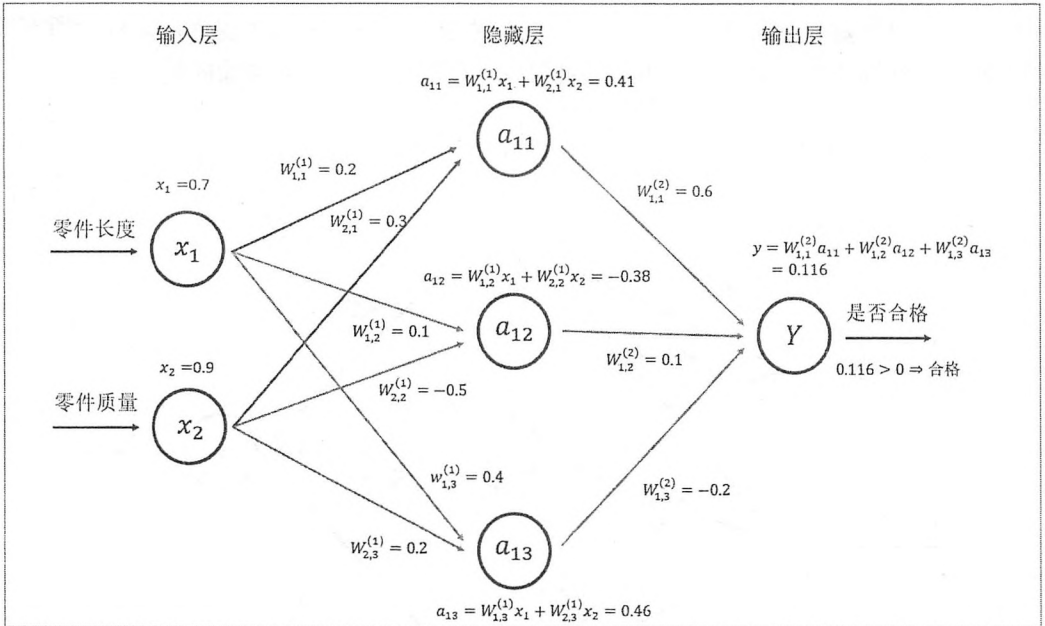 输入层
隐藏层
输出层
a₁₁ = W₁,₁⁽¹⁾x₁ + W₂,₁⁽¹⁾x₂ = 0.41
a₁₁
W₁,₁⁽¹⁾ = 0.2
x₁ =0.7
W₁,₁⁽²⁾ = 0.6
零件长度
x₁
W₂,₁⁽¹⁾ = 0.3
y = W₁,₁⁽²⁾a₁₁ + W₁,₂⁽²⁾a₁₂ + W₁,₃⁽²⁾a₁₃
= 0.116
a₁₂ = W₁,₂⁽¹⁾x₁ + W₂,₂⁽¹⁾x₂ = −0.38
是否合格
a₁₂
Y
W₁,₂⁽¹⁾ = 0.1
W₁,₂⁽²⁾ = 0.1
x₂ =0.9
0.116 > 0 ⇒ 合格
W₂,₂⁽¹⁾ = −0.5
零件质量
x₂
w₁,₃⁽¹⁾ = 0.4
W₁,₃⁽²⁾ = −0.2
W₂,₃⁽¹⁾ = 0.2
a₁₃
a₁₃ = W₁,₃⁽¹⁾x₁ + W₂,₃⁽¹⁾x₂ = 0.46